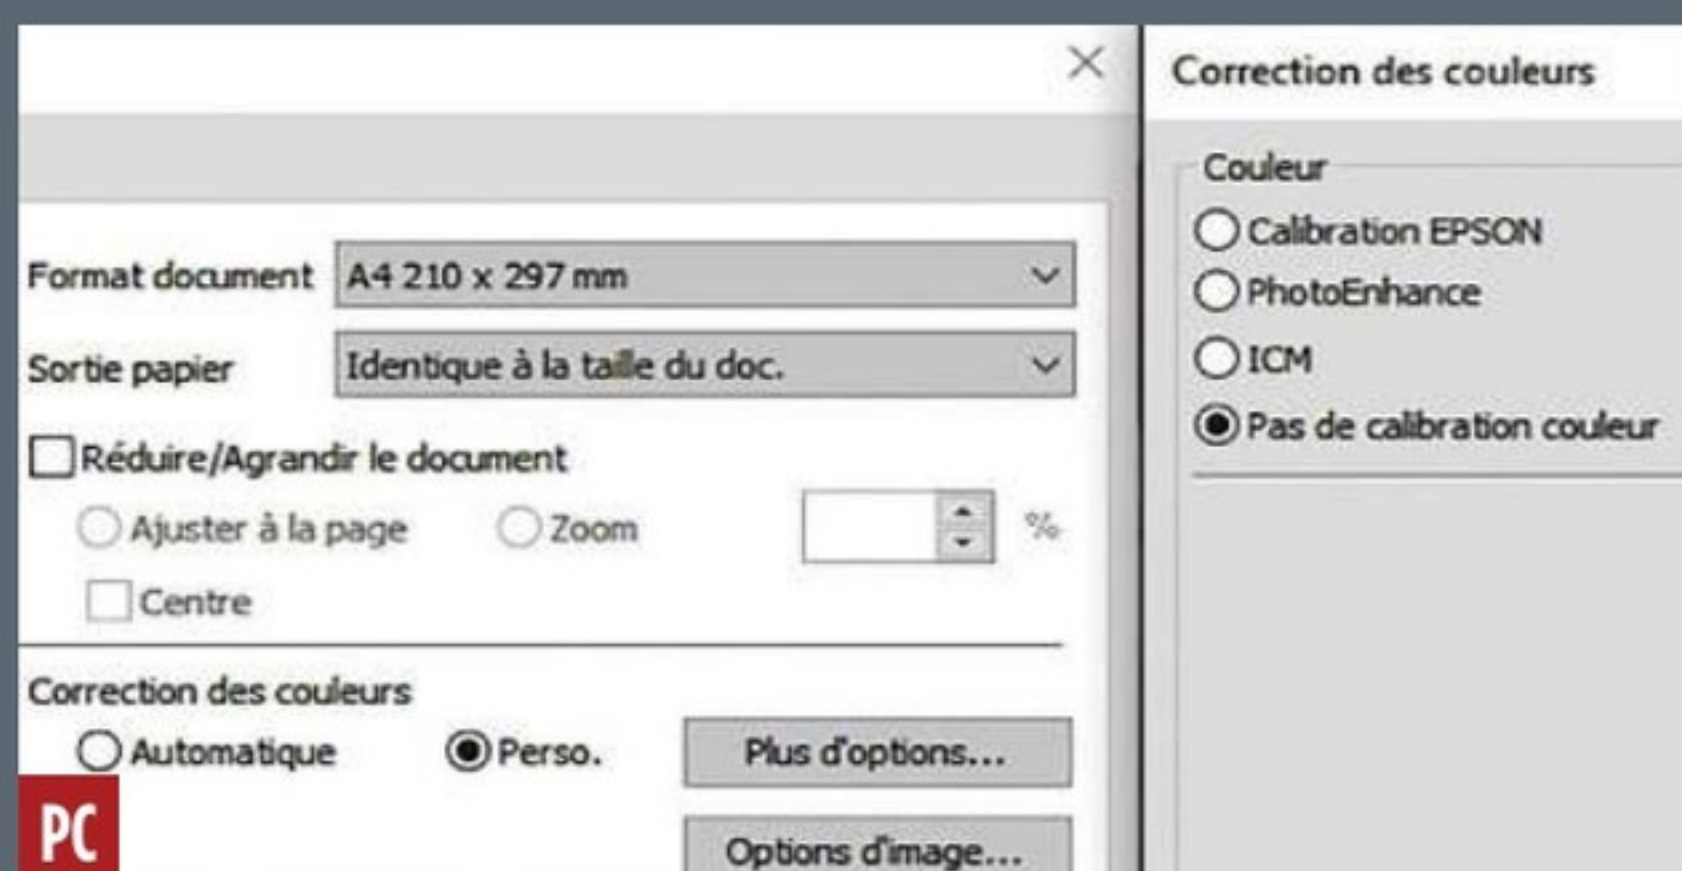 Format document A4 210 x 297 mm
Sortie papier Identique à la taille du doc.
Réduire/Agrandir le document
Ajuster à la page Zoom %
Centre
Correction des couleurs
Automatique Perso. Plus d'options...
Options d'image...
PC
Correction des couleurs
Couleur
Calibration EPSON
PhotoEnhance
ICM
Pas de calibration couleur